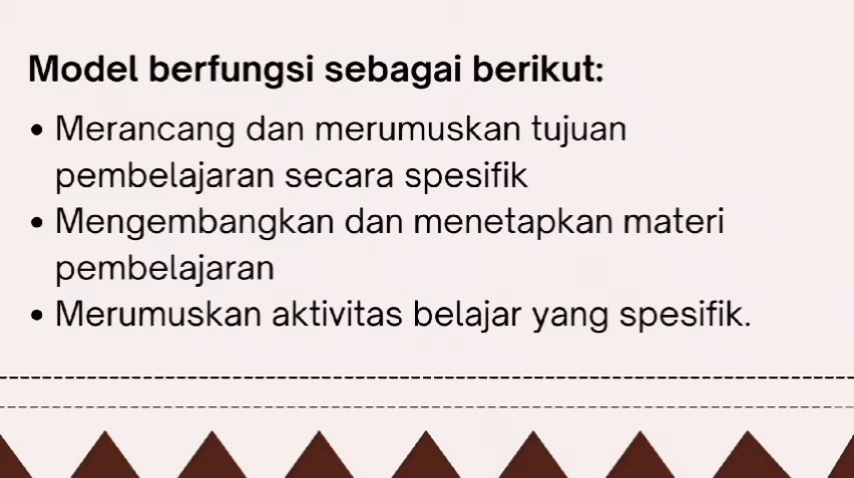 Model berfungsi sebagai berikut:
• Merancang dan merumuskan tujuan
pembelajaran secara spesifik
• Mengembangkan dan menetapkan materi
pembelajaran
• Merumuskan aktivitas belajar yang spesifik.